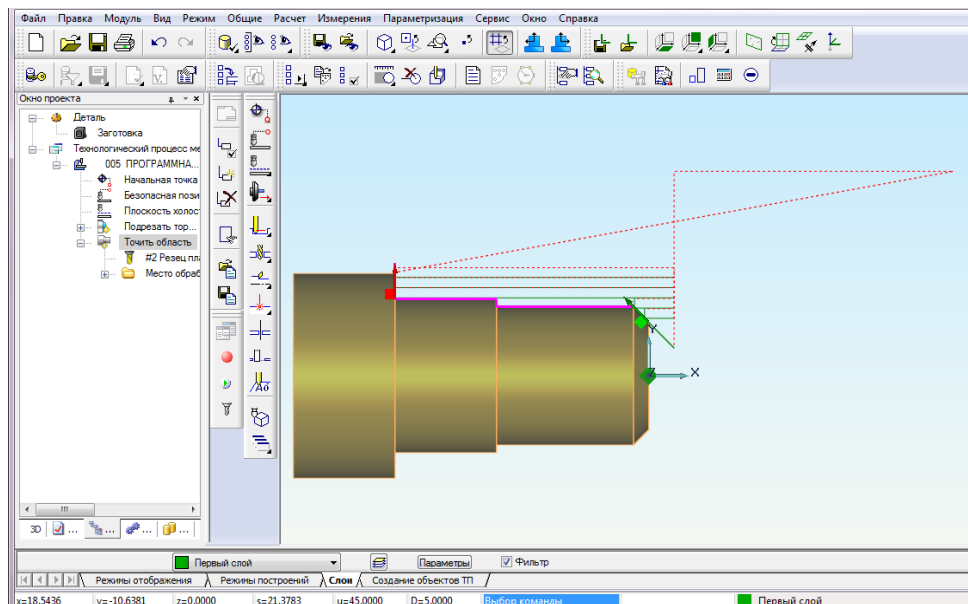 Файл Правка Модуль Вид Режим Общие Расчет Измерения Параметризация Сервис Окно Справка
Окно проекта
Деталь
Заготовка
Технологический процесс ме
005 ПРОГРАММНА...
Начальная точка
Безопасная пози
Плоскость холос
Подрезать тор...
Точить область
#2 Резец пла
Место обраб
3D ... ... ... ...
Y
X
Первый слой Параметры Фильтр
Режимы отображения Режимы построений Слои Создание объектов ТП
x=18.5436 y=-10.6381 z=0.0000 s=21.3783 u=45.0000 D=5.0000 Выбор команды Первый слой